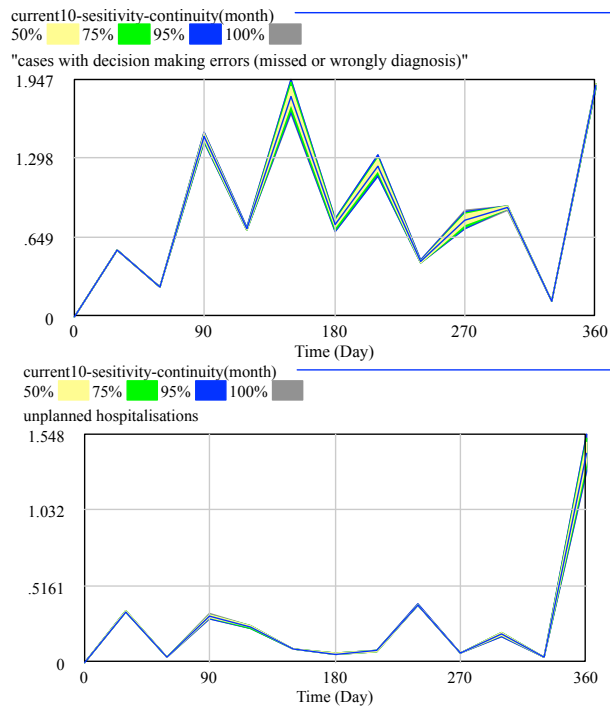 current10-sesitivity-continuity(month)
50% 75% 95% 100%
"cases with decision making errors (missed or wrongly diagnosis)"
1.947
1.298
.649
0
0 90 180 270 360
Time (Day)
current10-sesitivity-continuity(month)
50% 75% 95% 100%
unplanned hospitalisations
1.548
1.032
.5161
0
0 90 180 270 360
Time (Day)